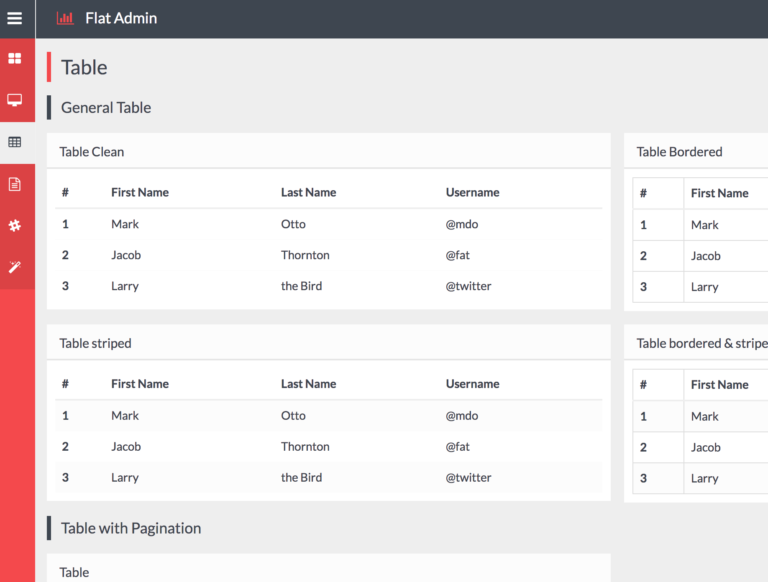 Flat Admin
Table
General Table
Table Clean
# First Name Last Name Username
1 Mark Otto @mdo
2 Jacob Thornton @fat
3 Larry the Bird @twitter
Table Bordered
# First Name
1 Mark
2 Jacob
3 Larry
Table striped
# First Name Last Name Username
1 Mark Otto @mdo
2 Jacob Thornton @fat
3 Larry the Bird @twitter
Table bordered & stripe
# First Name
1 Mark
2 Jacob
3 Larry
Table with Pagination
Table